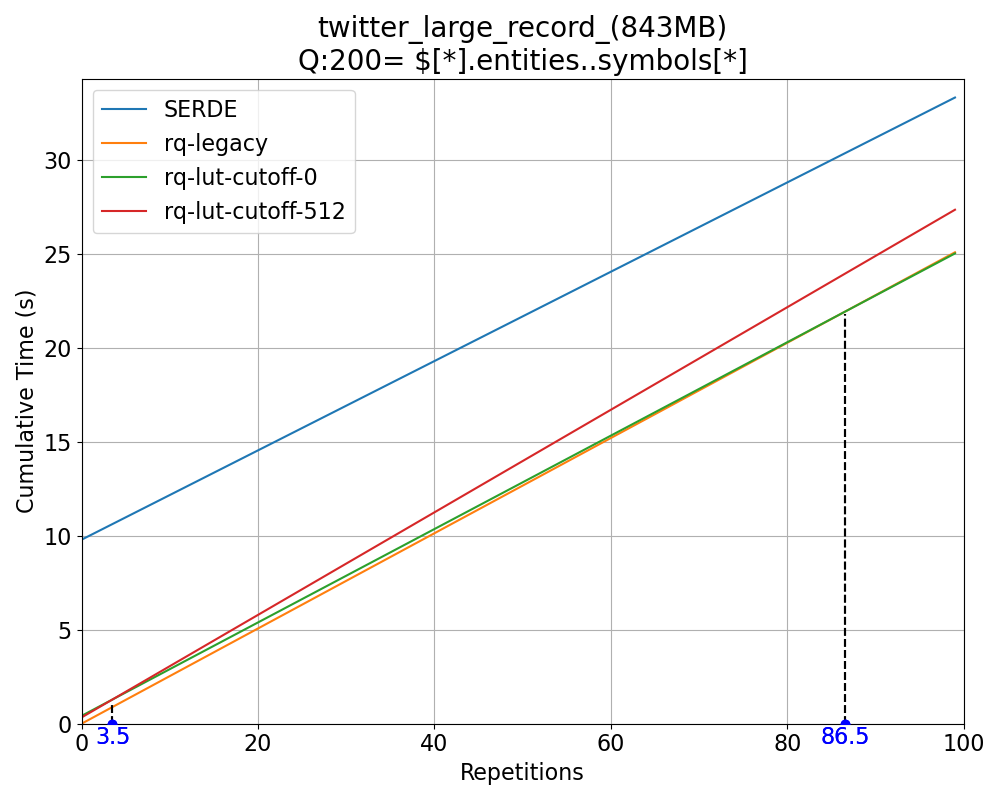 twitter_large_record_(843MB)
Q:200= $[*].entities..symbols[*]
SERDE
rq-legacy
rq-lut-cutoff-0
rq-lut-cutoff-512
Cumulative Time (s)
30
25
20
15
10
5
0
0 20 40 60 80 100
3.5 86.5
Repetitions